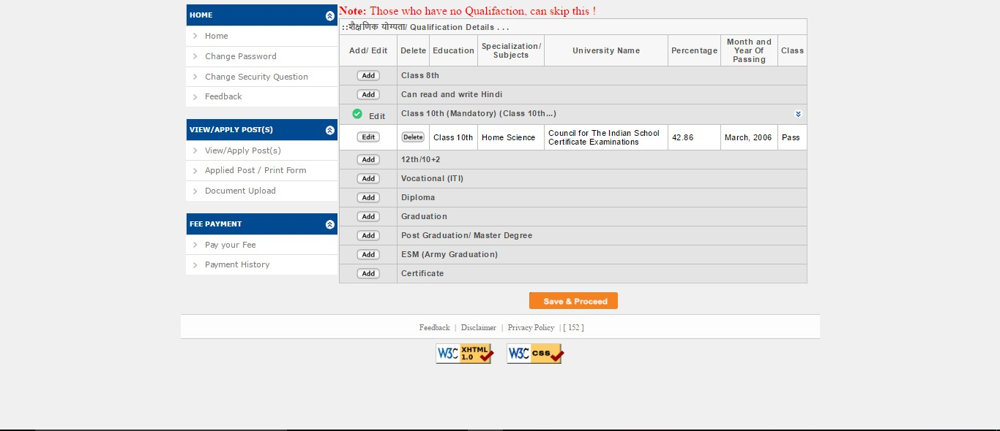 HOME
Home
Change Password
Change Security Question
Feedback
VIEW/APPLY POST(S)
View/Apply Post(s)
Applied Post / Print Form
Document Upload
FEE PAYMENT
Pay your Fee
Payment History
Note: Those who have no Qualifaction, can skip this !
::शैक्षणिक योग्यता/ Qualification Details . . .
Add/ Edit Delete Education Specialization/ Subjects University Name Percentage Month and Year Of Passing Class
Add Class 8th
Add Can read and write Hindi
Edit Class 10th (Mandatory) (Class 10th...)
Edit Delete Class 10th Home Science Council for The Indian School Certificate Examinations 42.86 March, 2006 Pass
Add 12th/10+2
Add Vocational (ITI)
Add Diploma
Add Graduation
Add Post Graduation/ Master Degree
Add ESM (Army Graduation)
Add Certificate
Save & Proceed
Feedback | Disclaimer | Privacy Policy | [ 152 ]
W3C XHTML 1.0 W3C css